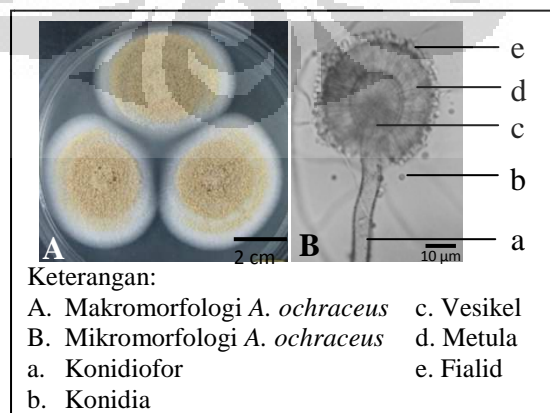 e
d
c
b
a
A
2 cm
B
10 µm
Keterangan:
A. Makromorfologi A. ochraceus
B. Mikromorfologi A. ochraceus
a. Konidiofor
b. Konidia
c. Vesikel
d. Metula
e. Fialid